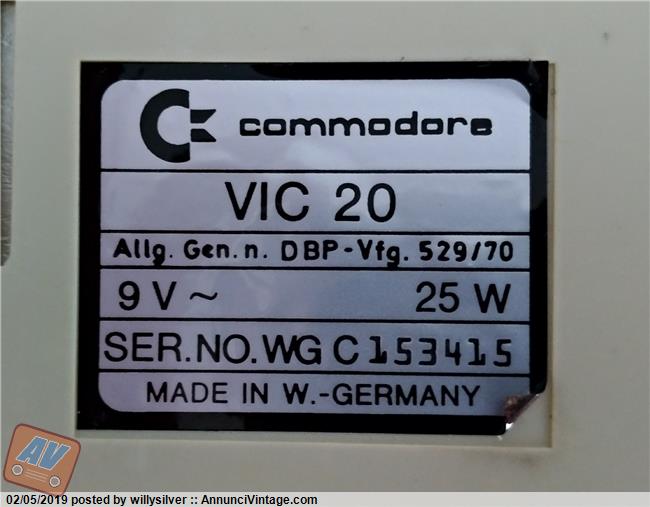 commodore
VIC 20
Allg. Gen. n. DBP-Vfg. 529/70
9 V ~ 25 W
SER.NO. WG C153415
MADE IN W.-GERMANY
AV
02/05/2019 posted by willysilver :: AnnunciVintage.com